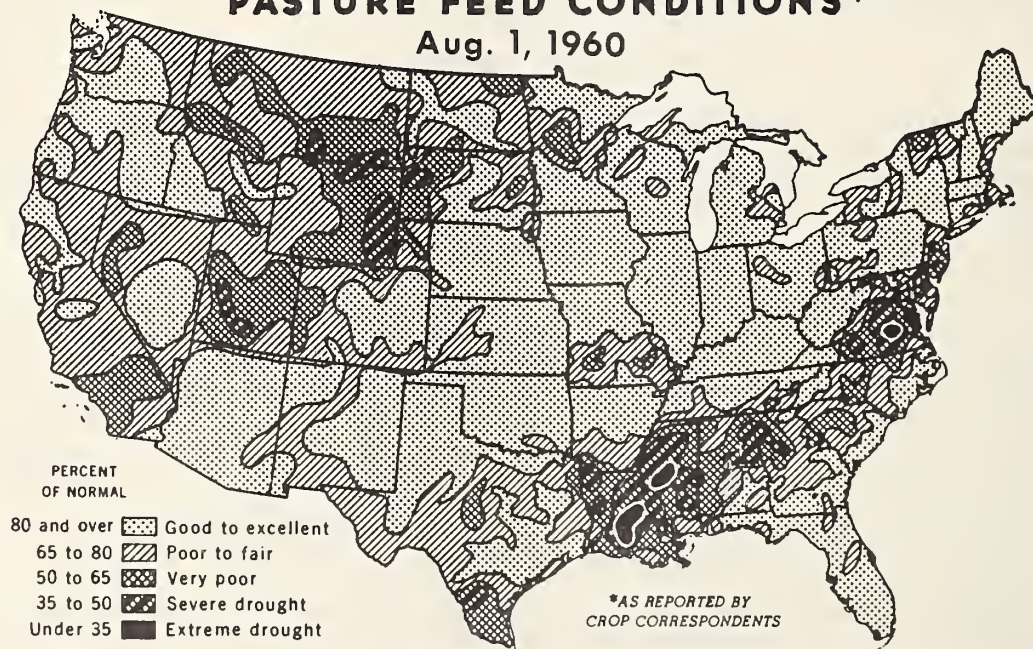 PASTURE FEED CONDITIONS*
Aug. 1, 1960
PERCENT
OF NORMAL
80 and over Good to excellent
65 to 80 Poor to fair
50 to 65 Very poor
35 to 50 Severe drought
Under 35 Extreme drought
*AS REPORTED BY
CROP CORRESPONDENTS